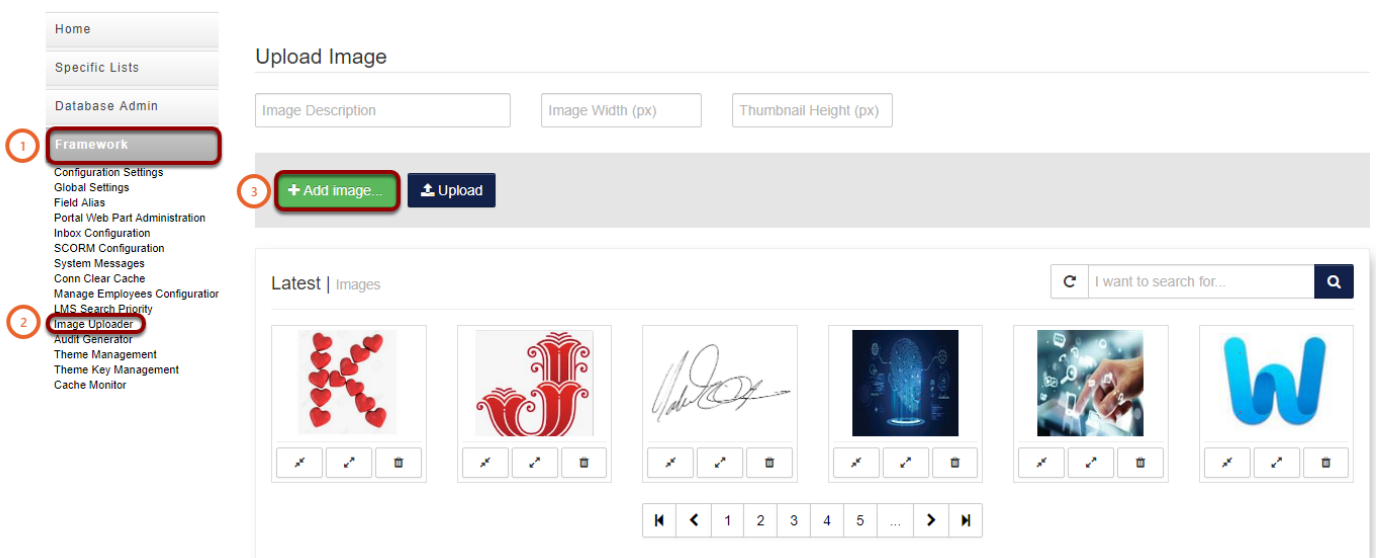 Home
Specific Lists
Database Admin
1
Framework
Configuration Settings
Global Settings
Field Alias
Portal Web Part Administration
Inbox Configuration
SCORM Configuration
System Messages
Conn Clear Cache
Manage Employees Configuration
LMS Search Priority
2
Image Uploader
Audit Generator
Theme Management
Theme Key Management
Cache Monitor
Upload Image
Image Description Image Width (px) Thumbnail Height (px)
3 Add image... Upload
Latest | Images I want to search for...
K J W
1 2 3 4 5 ...